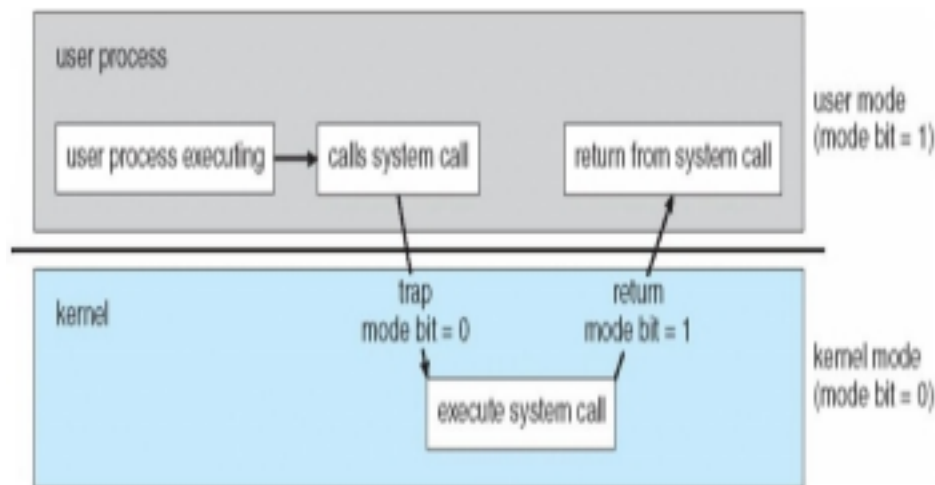 user process
user process executing
calls system call
return from system call
user mode
(mode bit = 1)
trap
mode bit = 0
return
mode bit = 1
kernel
execute system call
kernel mode
(mode bit = 0)